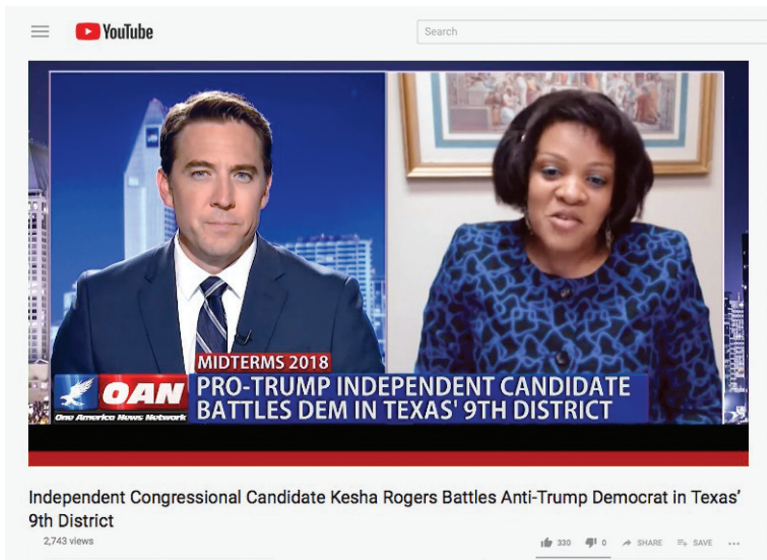 YouTube
Search
MIDTERMS 2018
OAN
One America News Network
PRO-TRUMP INDEPENDENT CANDIDATE
BATTLES DEM IN TEXAS' 9TH DISTRICT
Independent Congressional Candidate Kesha Rogers Battles Anti-Trump Democrat in Texas’
9th District
2,743 views
330
0
SHARE
SAVE